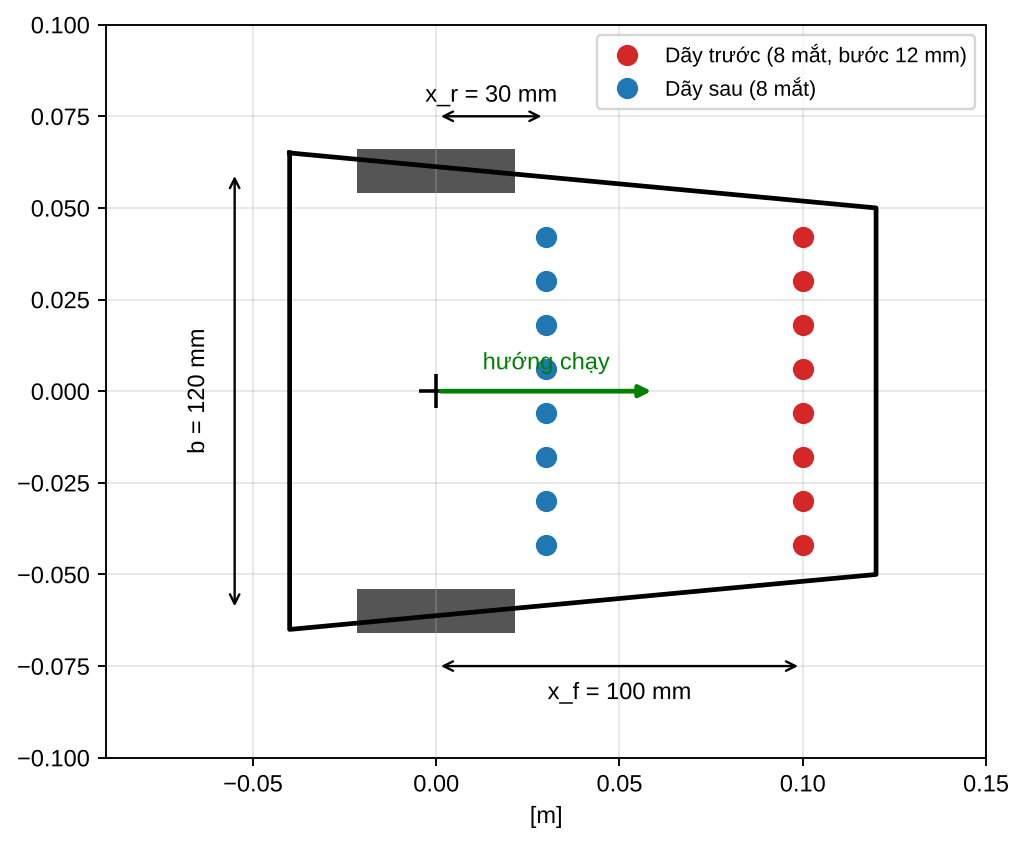 0.100
0.075
0.050
0.025
0.000
−0.025
−0.050
−0.075
−0.100
Dãy trước (8 mắt, bước 12 mm)
Dãy sau (8 mắt)
x_r = 30 mm
b = 120 mm
hướng chạy
x_f = 100 mm
−0.05
0.00
0.05
0.10
0.15
[m]